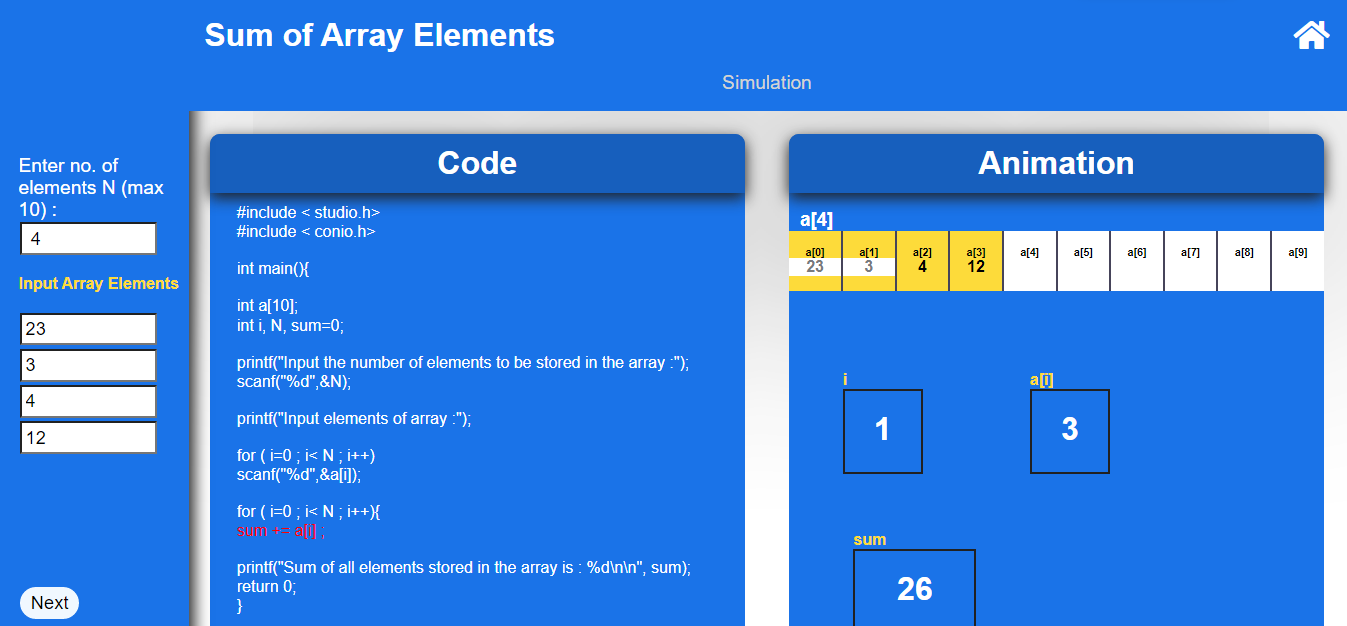 Sum of Array Elements
Simulation
Enter no. of
elements N (max
10) :
4
Input Array Elements
23
3
4
12
Next
Code
#include < studio.h>
#include < conio.h>
int main(){
int a[10];
int i, N, sum=0;
printf("Input the number of elements to be stored in the array :");
scanf("%d",&N);
printf("Input elements of array :");
for ( i=0 ; i< N ; i++)
scanf("%d",&a[i]);
for ( i=0 ; i< N ; i++){
sum += a[i] ;
printf("Sum of all elements stored in the array is : %d\n\n", sum);
return 0;
}
Animation
a[4]
a[0] a[1] a[2] a[3] a[4] a[5] a[6] a[7] a[8] a[9]
23 3 4 12
i a[i]
1 3
sum
26